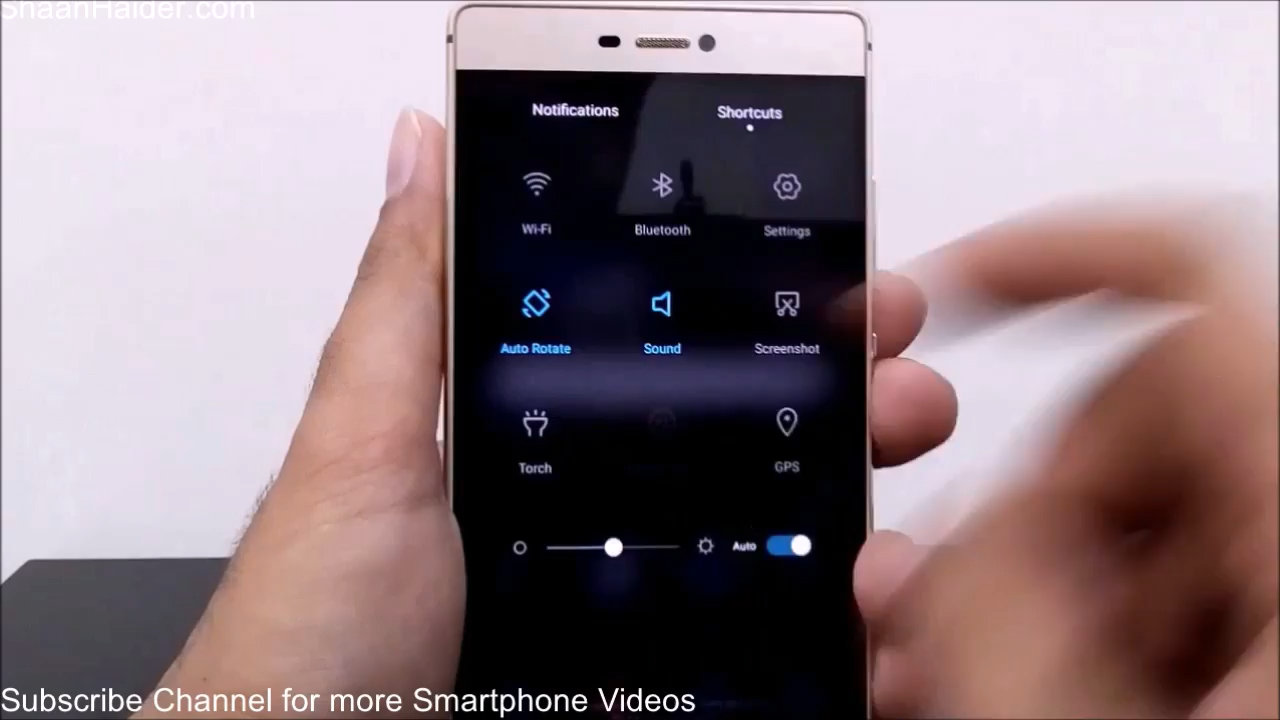 ShaanHaider.com
Notifications Shortcuts
Wi-Fi Bluetooth Settings
Auto Rotate Sound Screenshot
Torch GPS
Auto
Subscribe Channel for more Smartphone Videos